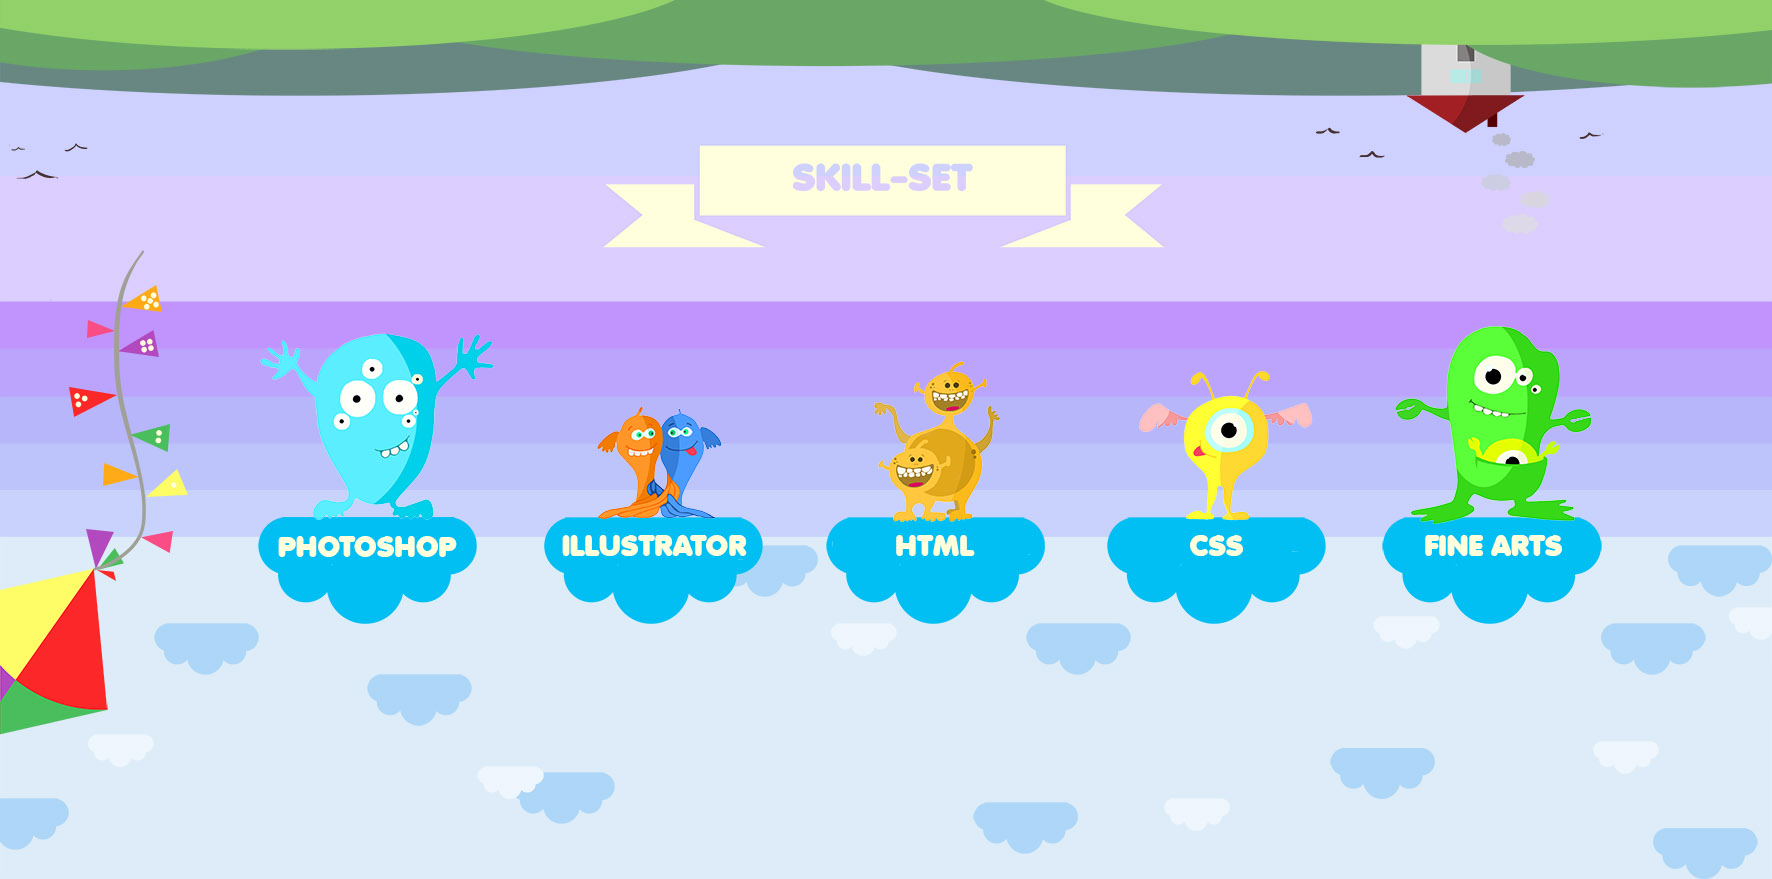 SKILL-SET
PHOTOSHOP
ILLUSTRATOR
HTML
CSS
FINE ARTS